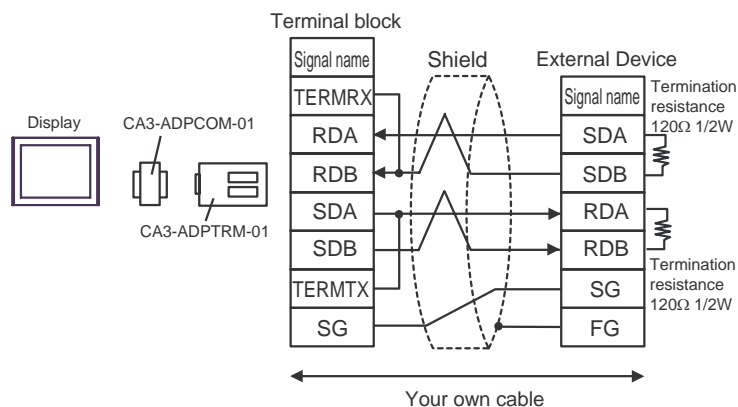 Terminal block
Signal name
TERMRX
RDA
RDB
SDA
SDB
TERMTX
SG
Shield
External Device
Signal name
SDA
SDB
RDA
RDB
SG
FG
Termination
resistance
120Ω 1/2W
Termination
resistance
120Ω 1/2W
Display
CA3-ADPCOM-01
CA3-ADPTRM-01
Your own cable